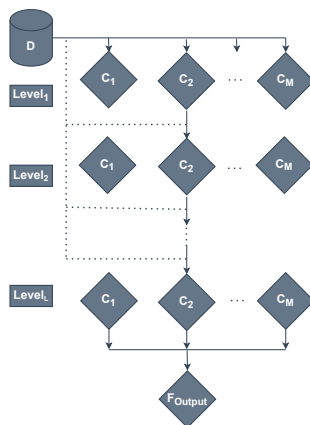 D
C1 C2 ... CM
Level1
C1 C2 ... CM
Level2
C1 C2 ... CM
LevelL
FOutput